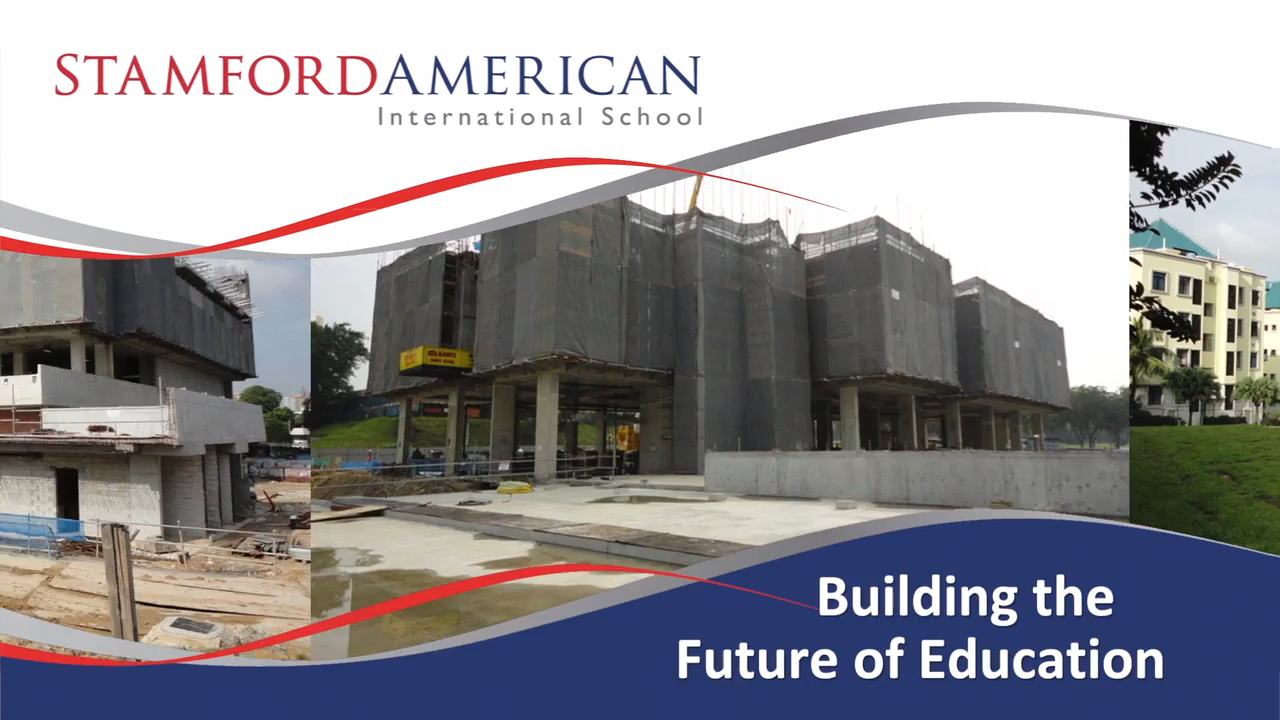 STAMFORDAMERICAN
International School
Building the
Future of Education